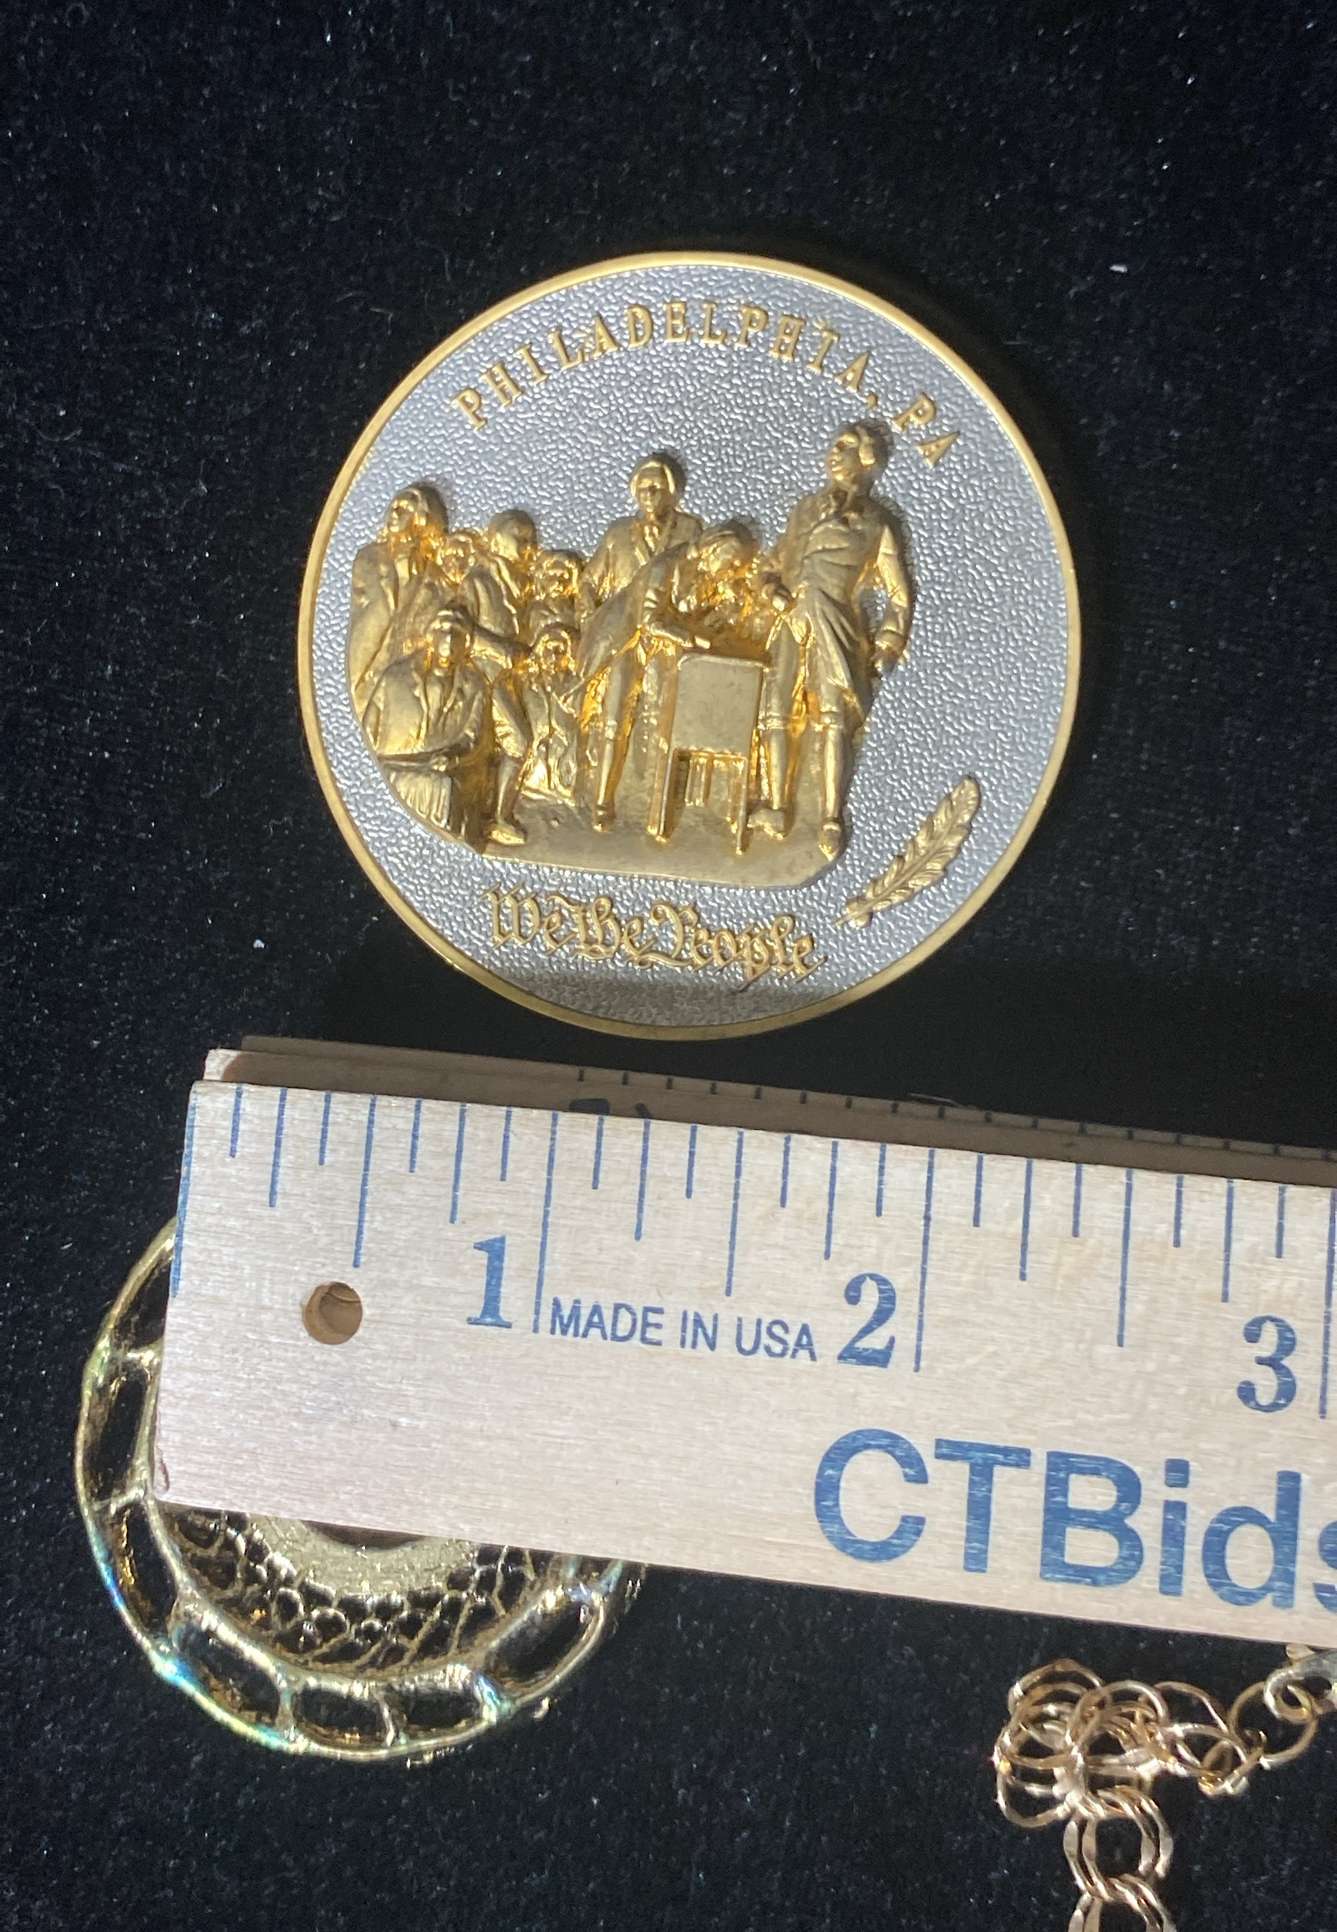 PHILADELPHIA, PA
We The People
1 MADE IN USA 2 3
CTBids